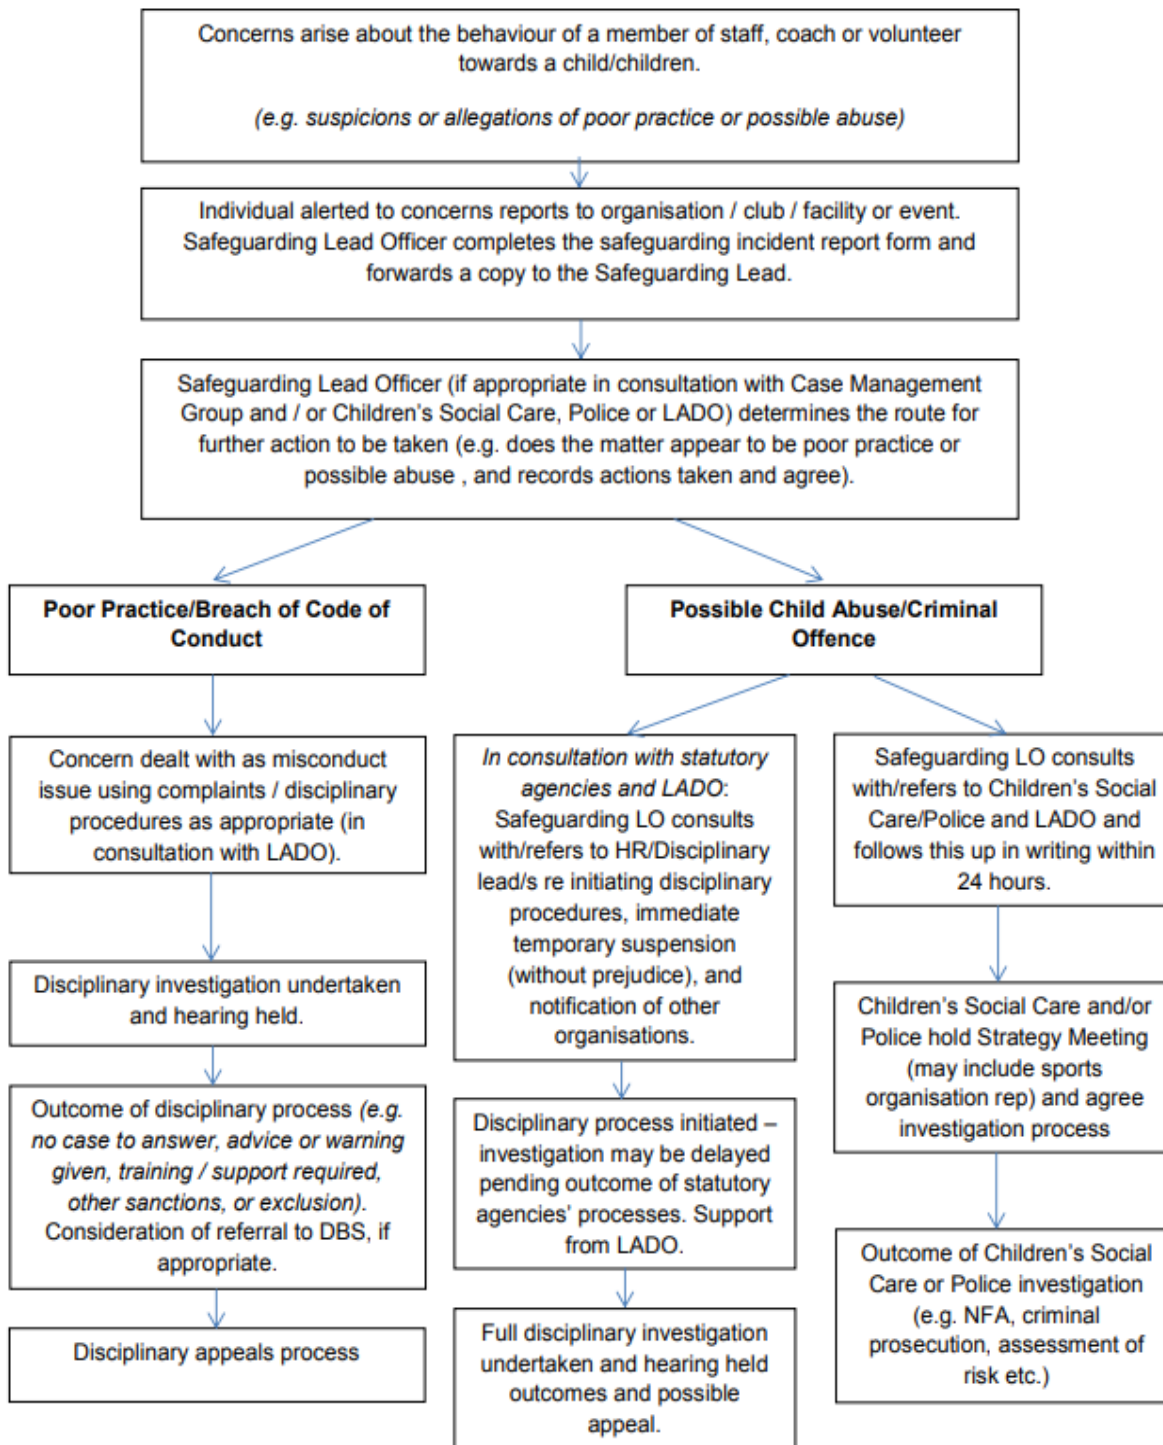 Concerns arise about the behaviour of a member of staff, coach or volunteer
towards a child/children.
(e.g. suspicions or allegations of poor practice or possible abuse)
Individual alerted to concerns reports to organisation / club / facility or event.
Safeguarding Lead Officer completes the safeguarding incident report form and
forwards a copy to the Safeguarding Lead.
Safeguarding Lead Officer (if appropriate in consultation with Case Management
Group and / or Children's Social Care, Police or LADO) determines the route for
further action to be taken (e.g. does the matter appear to be poor practice or
possible abuse , and records actions taken and agree).
Poor Practice/Breach of Code of
Conduct
Concern dealt with as misconduct
issue using complaints / disciplinary
procedures as appropriate (in
consultation with LADO).
Disciplinary investigation undertaken
and hearing held.
Outcome of disciplinary process (e.g.
no case to answer, advice or warning
given, training / support required,
other sanctions, or exclusion).
Consideration of referral to DBS, if
appropriate.
Disciplinary appeals process
Possible Child Abuse/Criminal
Offence
In consultation with statutory
agencies and LADO:
Safeguarding LO consults
with/refers to HR/Disciplinary
lead/s re initiating disciplinary
procedures, immediate
temporary suspension
(without prejudice), and
notification of other
organisations.
Disciplinary process initiated –
investigation may be delayed
pending outcome of statutory
agencies' processes. Support
from LADO.
Full disciplinary investigation
undertaken and hearing held
outcomes and possible
appeal.
Safeguarding LO consults
with/refers to Children's Social
Care/Police and LADO and
follows this up in writing within
24 hours.
Children's Social Care and/or
Police hold Strategy Meeting
(may include sports
organisation rep) and agree
investigation process
Outcome of Children's Social
Care or Police investigation
(e.g. NFA, criminal
prosecution, assessment of
risk etc.)